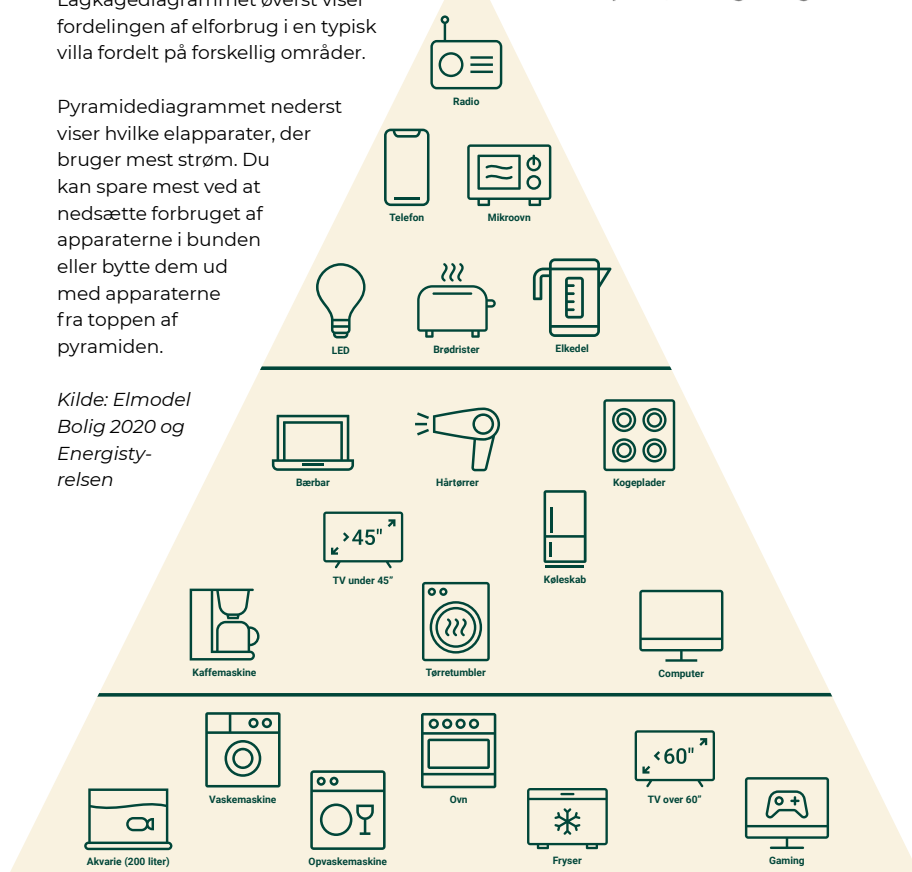 Lagkagediagrammet øverst viser
fordelingen af elforbrug i en typisk
villa fordelt på forskellig områder.
Pyramidediagrammet nederst
viser hvilke elapparater, der
bruger mest strøm. Du
kan spare mest ved at
nedsætte forbruget af
apparaterne i bunden
eller bytte dem ud
med apparaterne
fra toppen af
pyramiden.
Kilde: Elmodel
Bolig 2020 og
Energisty-
relsen
Radio
Telefon
Mikroovn
LED
Brødrister
Elkedel
Bærbar
Hårtørrer
Kogeplader
>45"
TV under 45”
Køleskab
Kaffemaskine
Tørretumbler
Computer
Vaskemaskine
Ovn
<60"
TV over 60”
Akvarie (200 liter)
Opvaskemaskine
Fryser
Gaming